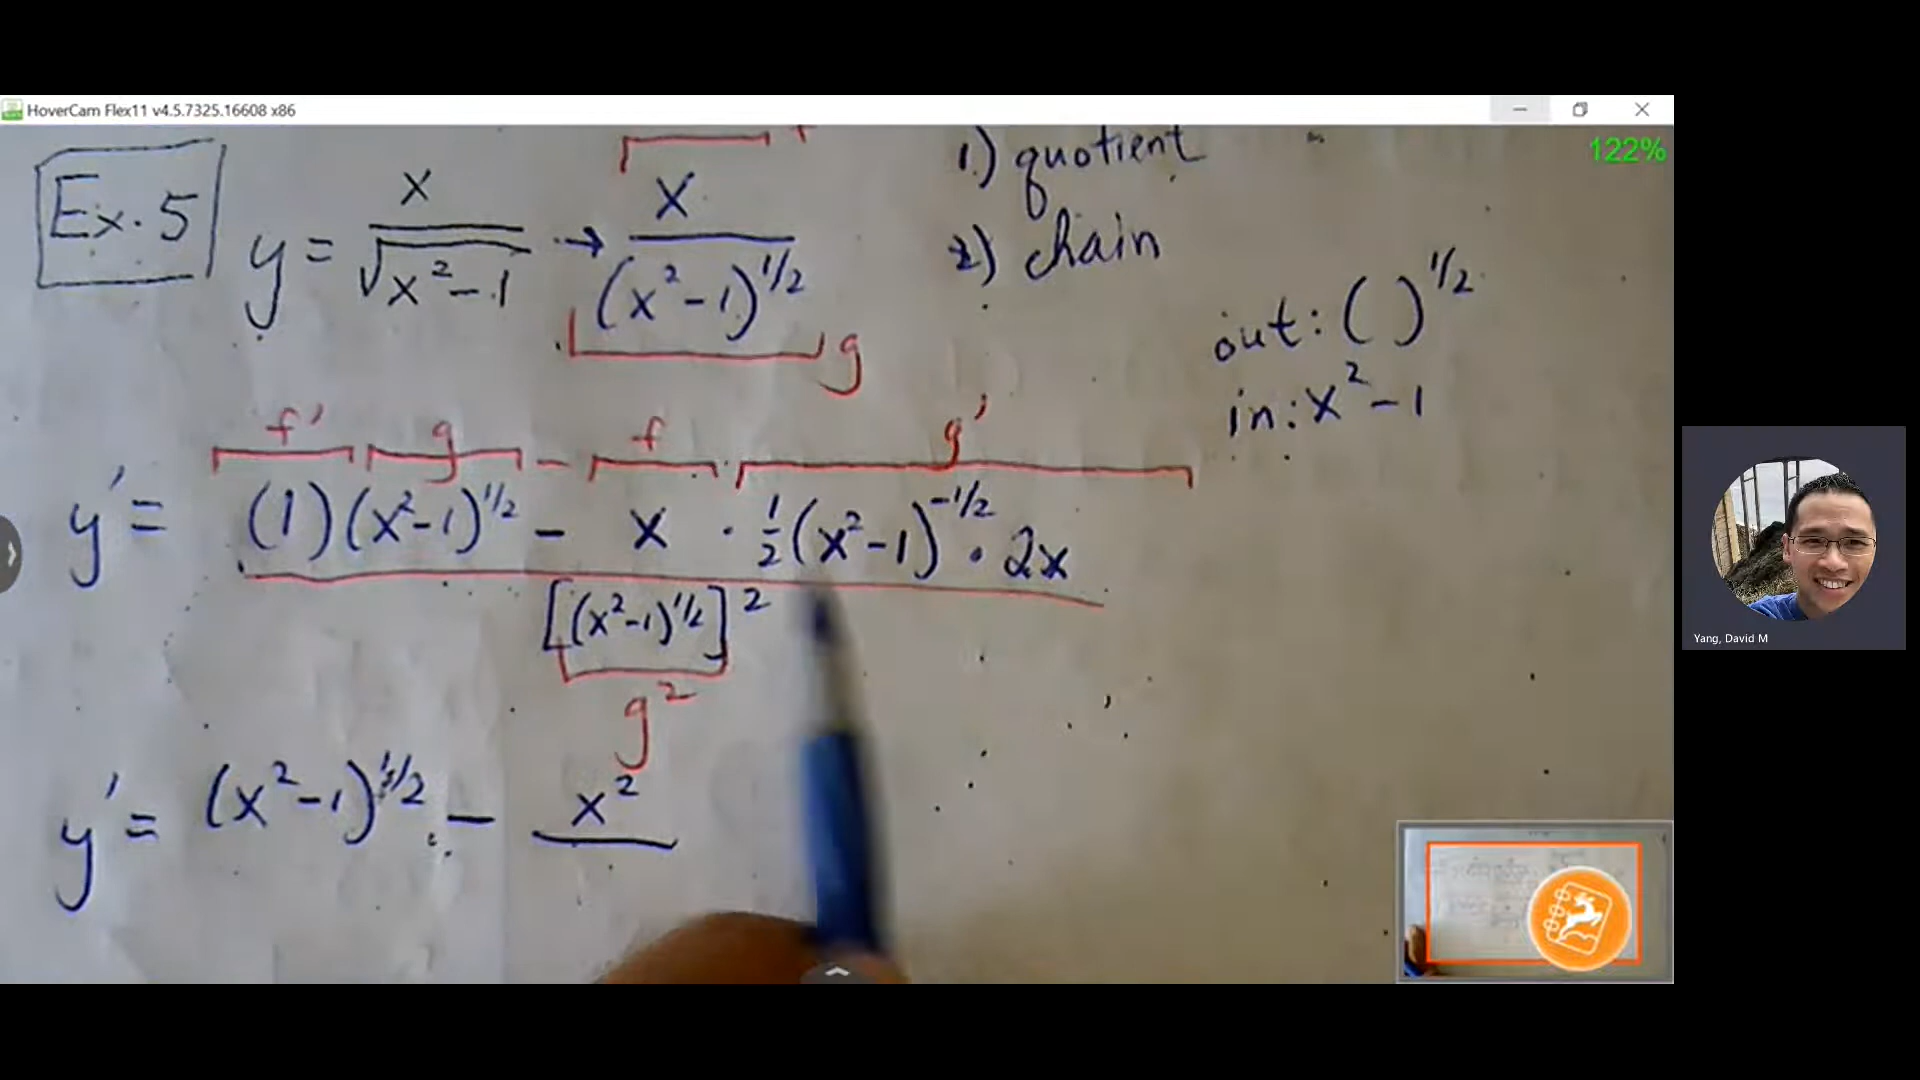 HoverCam Flex11 v4.5.7325.16608 x86
122%
Ex. 5
y = x / √(x² - 1) → x / (x² - 1)^1/2
g
1) quotient
2) chain
out: ( )^1/2
in: x² - 1
f' g - f g'
y' = (1)(x² - 1)^1/2 - x · 1/2 (x² - 1)^-1/2 · 2x
[(x² - 1)^1/2]²
g²
y' = (x² - 1)^1/2 - x²
Yang, David M